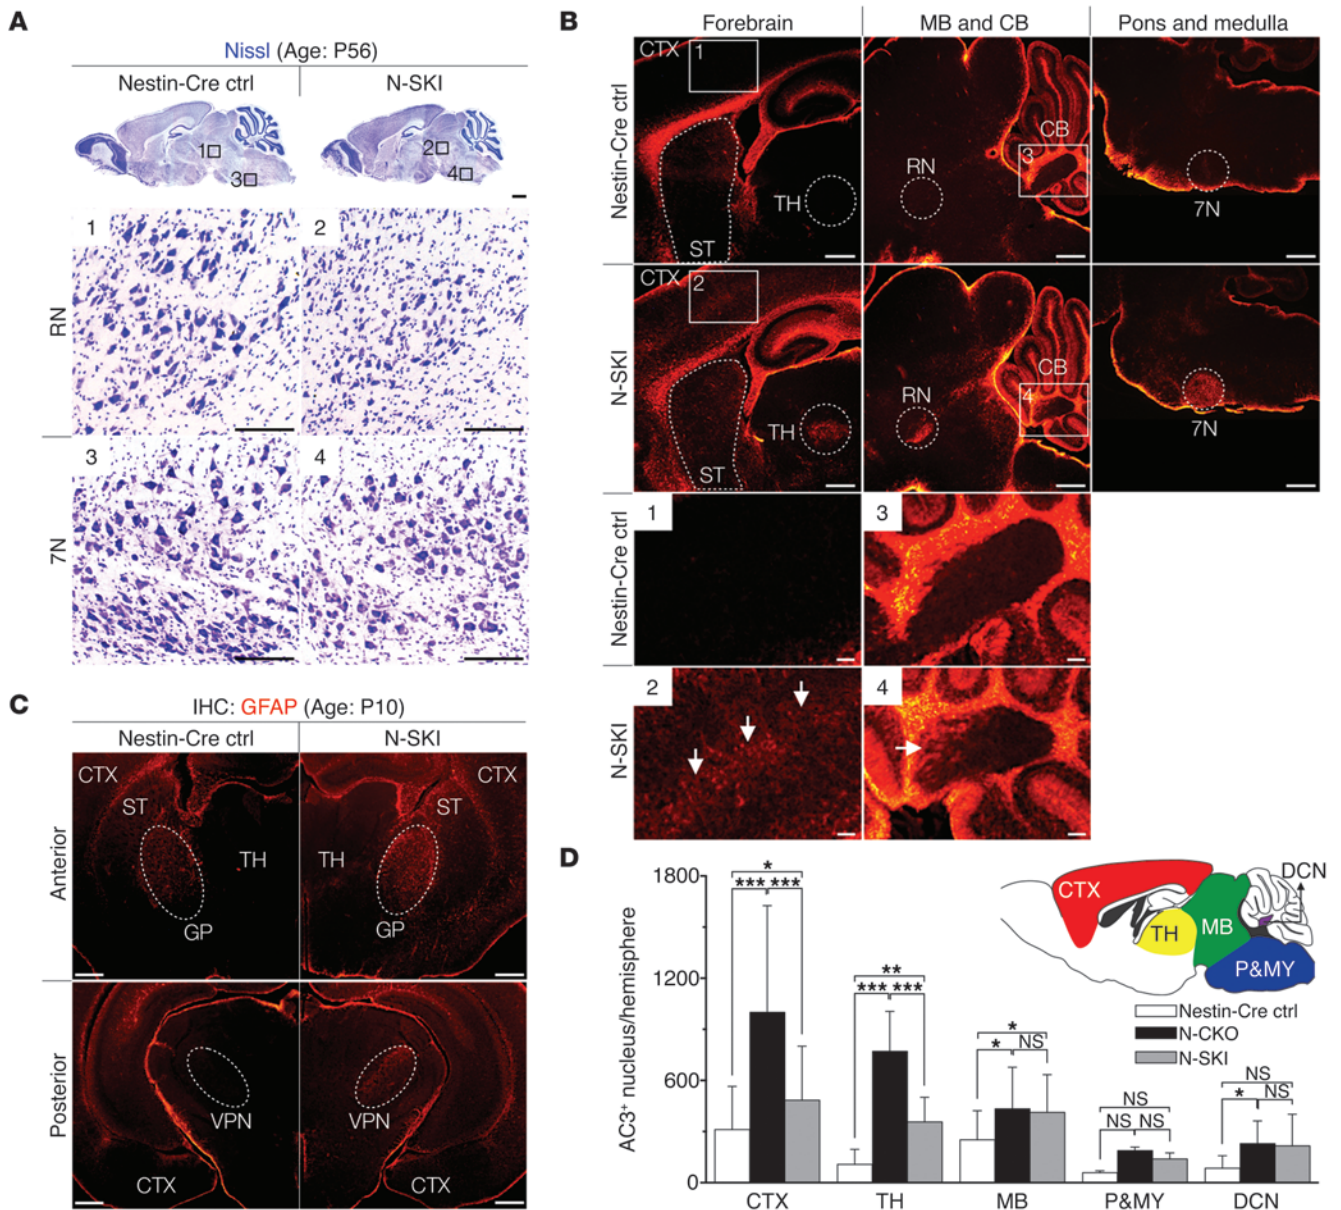 A
Nissl (Age: P56)
Nestin-Cre ctrl
N-SKI
1
2
3
4
RN
1
2
7N
3
4
B
Forebrain
MB and CB
Pons and medulla
Nestin-Cre ctrl
CTX
1
TH
ST
RN
CB
3
7N
N-SKI
CTX
2
TH
ST
RN
CB
4
7N
Nestin-Cre ctrl
1
3
N-SKI
2
4
C
IHC: GFAP (Age: P10)
Nestin-Cre ctrl
N-SKI
Anterior
CTX
ST
TH
GP
CTX
ST
TH
GP
Posterior
VPN
CTX
VPN
CTX
D
AC3⁺ nucleus/hemisphere
1800
1200
600
0
*
*** ***
**
*** ***
*
* NS
NS
NS NS
NS
* NS
CTX
TH
MB
P&MY
DCN
CTX
TH
MB
P&MY
DCN
Nestin-Cre ctrl
N-CKO
N-SKI